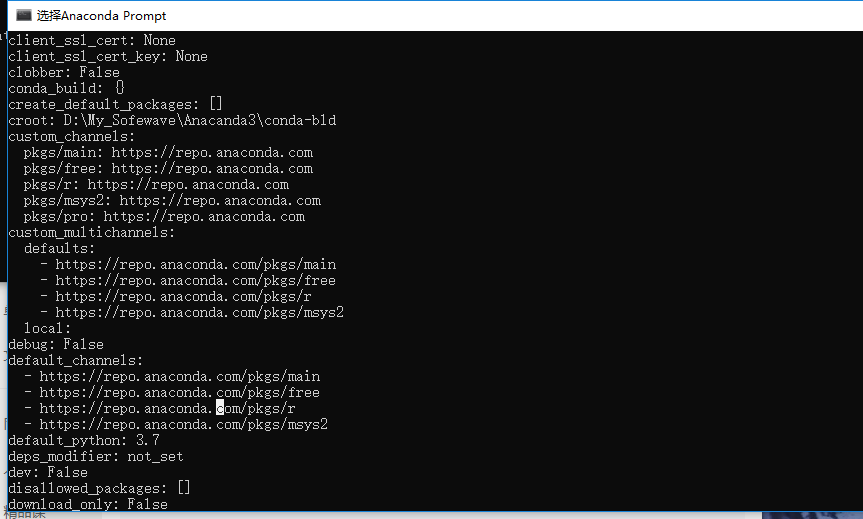 选择Anaconda Prompt
client_ssl_cert: None
client_ssl_cert_key: None
clobber: False
conda_build: {}
create_default_packages: []
croot: D:\My_Sofewave\Anacanda3\conda-bld
custom_channels:
  pkgs/main: https://repo.anaconda.com
  pkgs/free: https://repo.anaconda.com
  pkgs/r: https://repo.anaconda.com
  pkgs/msys2: https://repo.anaconda.com
  pkgs/pro: https://repo.anaconda.com
custom_multichannels:
  defaults:
    - https://repo.anaconda.com/pkgs/main
    - https://repo.anaconda.com/pkgs/free
    - https://repo.anaconda.com/pkgs/r
    - https://repo.anaconda.com/pkgs/msys2
  local:
debug: False
default_channels:
  - https://repo.anaconda.com/pkgs/main
  - https://repo.anaconda.com/pkgs/free
  - https://repo.anaconda.com/pkgs/r
  - https://repo.anaconda.com/pkgs/msys2
default_python: 3.7
deps_modifier: not_set
dev: False
disallowed_packages: []
download_only: False